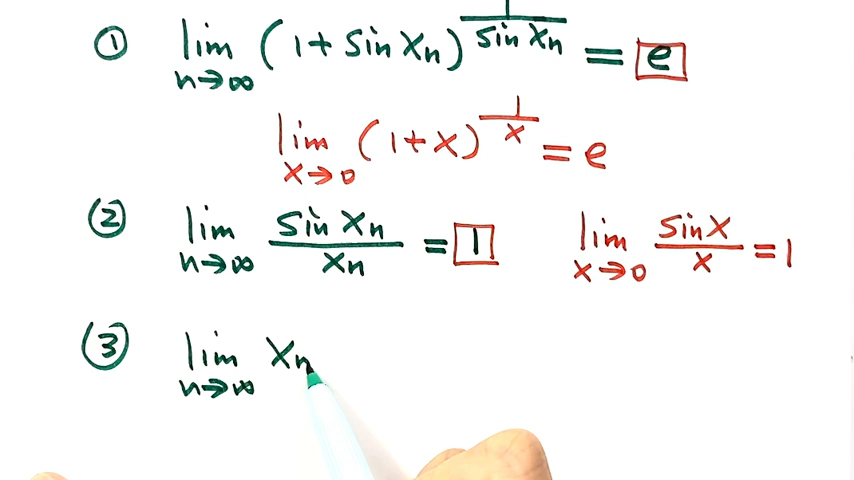 ① lim n→∞ (1+sin xn)^(1/sin xn) = e
lim x→0 (1+x)^(1/x) = e
(2) lim n→∞ sin xn/xn = 1 lim x→0 sin x/x = 1
(3) lim n→∞ xn